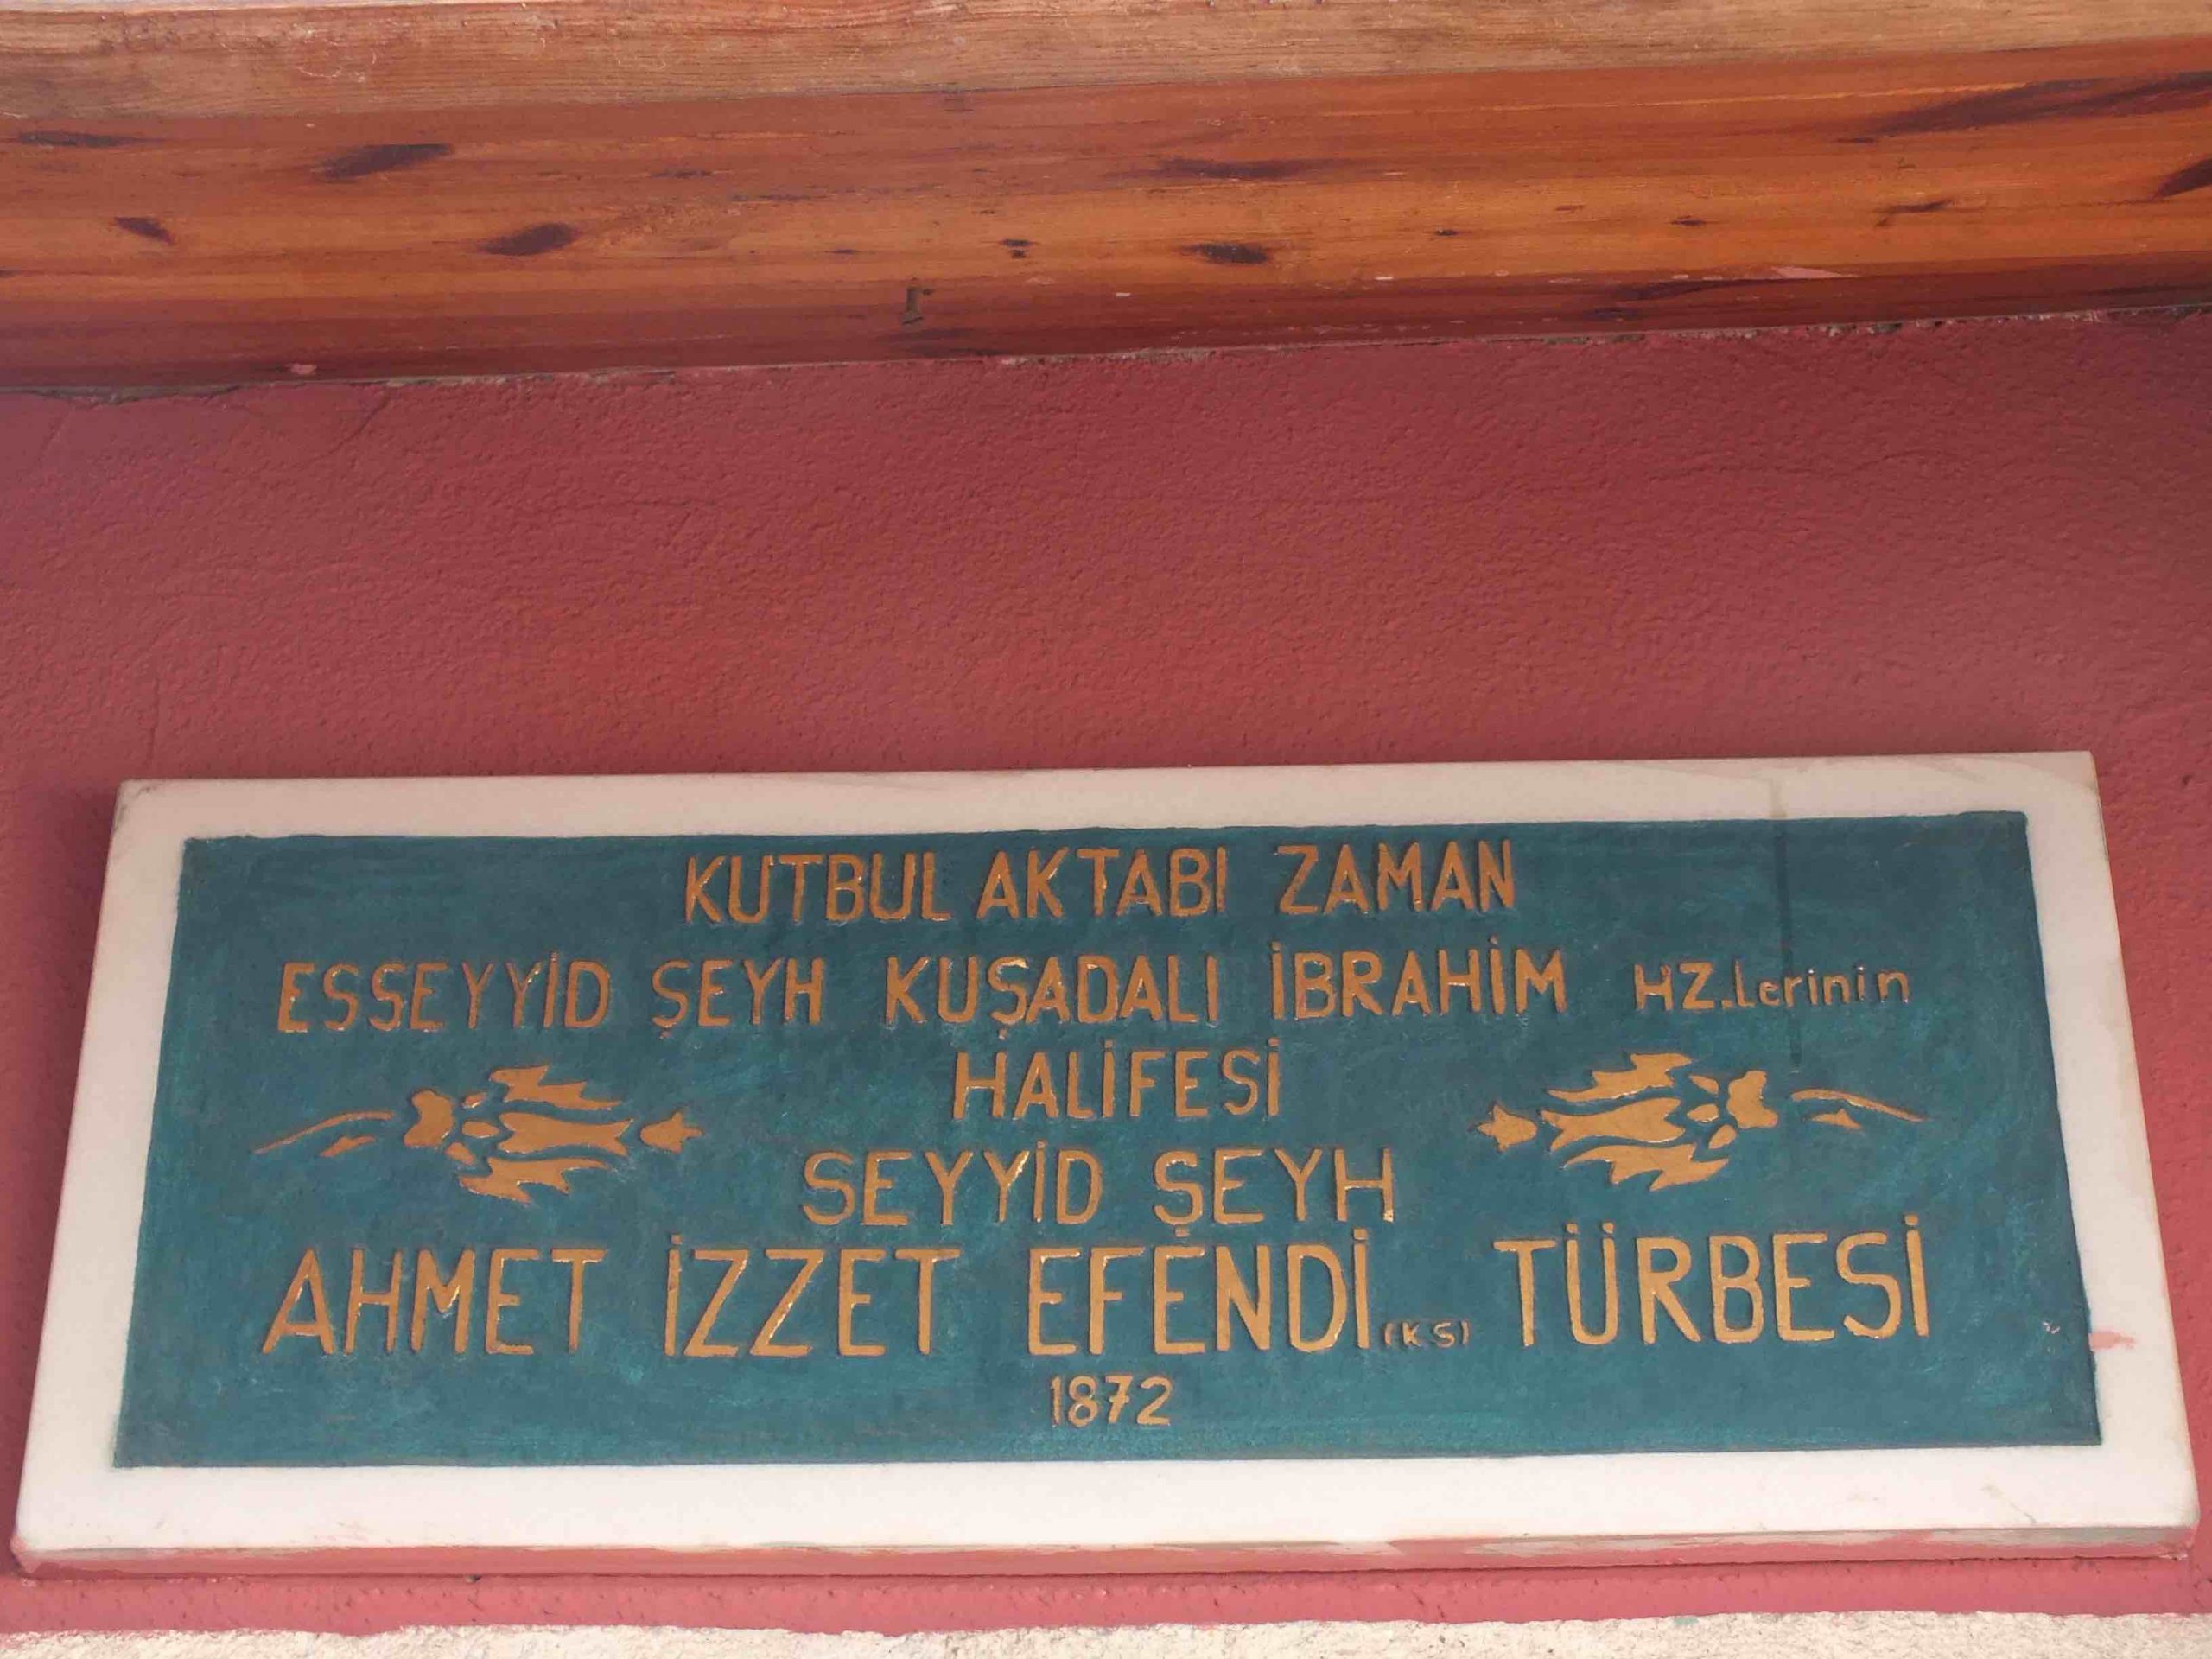 KUTBUL AKTABI ZAMAN
ESSEYYİD ŞEYH KUŞADALI İBRAHİM HZ.Lerinin
HALİFESİ
SEYYİD ŞEYH
AHMET İZZET EFENDİ (KS) TÜRBESİ
1872